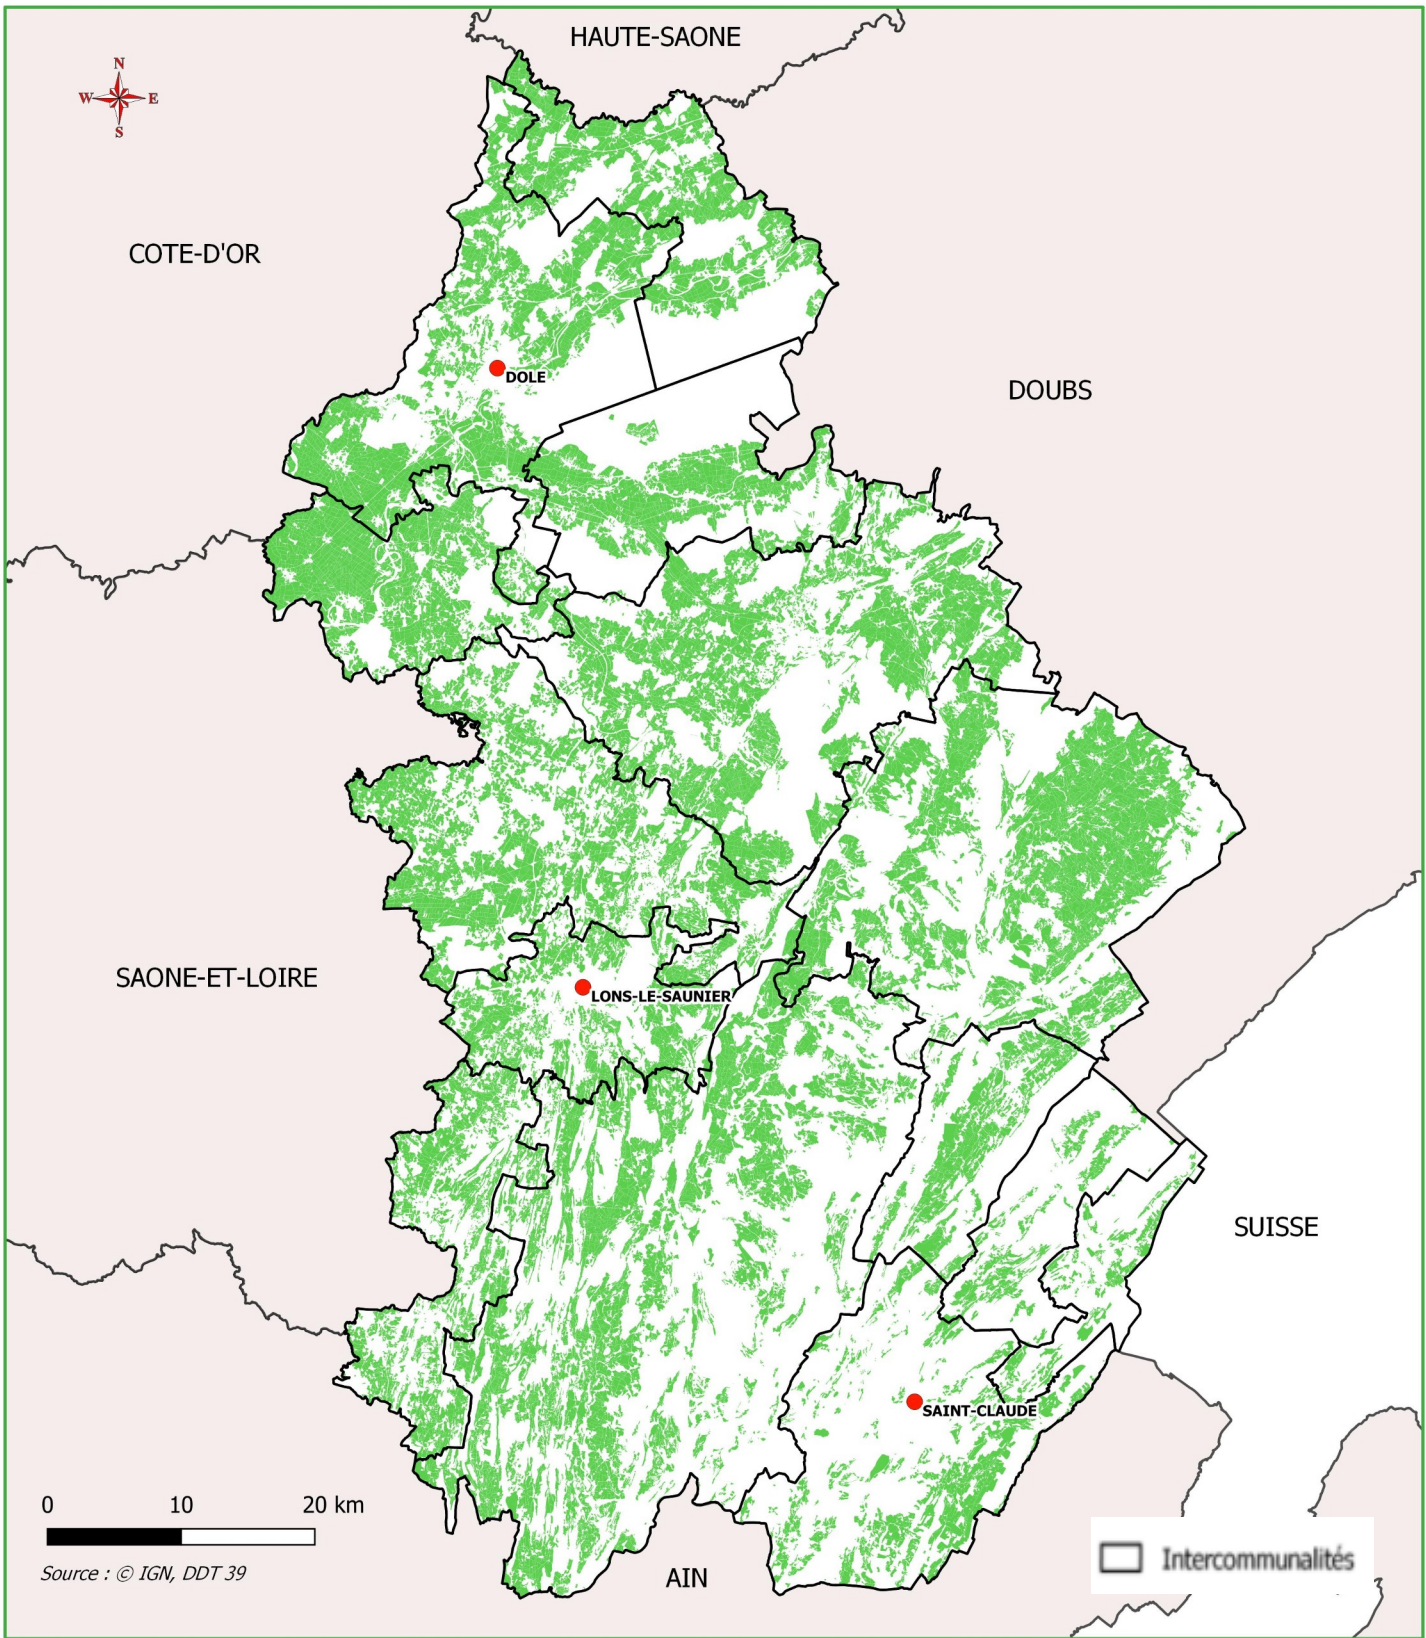 HAUTE-SAONE
N
W E
S
COTE-D'OR
DOLE
DOUBS
SAONE-ET-LOIRE
LONS-LE-SAUNIER
SUISSE
SAINT-CLAUDE
0 10 20 km
Source : © IGN, DDT 39
AIN
Intercommunalités